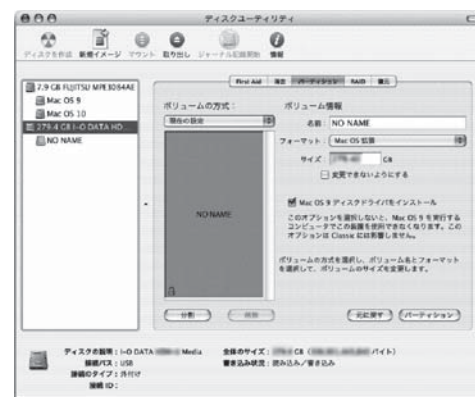 ディスクユーティリティ
ディスクを作成 新規イメージ マウント 取り出し ジャーナル記録開始 情報
7.9 GB FUJITSU MPE3084AE
Mac OS 9
Mac OS 10
279.4 GB I-O DATA HD...
NO NAME
First Aid 消去 パーティション RAID 復元
ボリュームの方式：
現在の設定
NO NAME
分割 削除
ボリューム情報
名前： NO NAME
フォーマット： Mac OS 拡張
サイズ： GB
変更できないようにする
Mac OS 9 ディスクドライバをインストール
このオプションを選択しないと、Mac OS 9 を実行する
コンピュータでこの装置を使用できなくなります。この
オプションは Classic には影響しません。
ボリュームの方式を選択し、ボリューム名とフォーマット
を選択して、ボリュームのサイズを変更します。
元に戻す パーティション
ディスクの説明：I-O DATA Media
接続バス：USB
接続のタイプ：外付け
接続 ID：
全体のサイズ： GB ( バイト)
書き込み状況：読み込み／書き込み